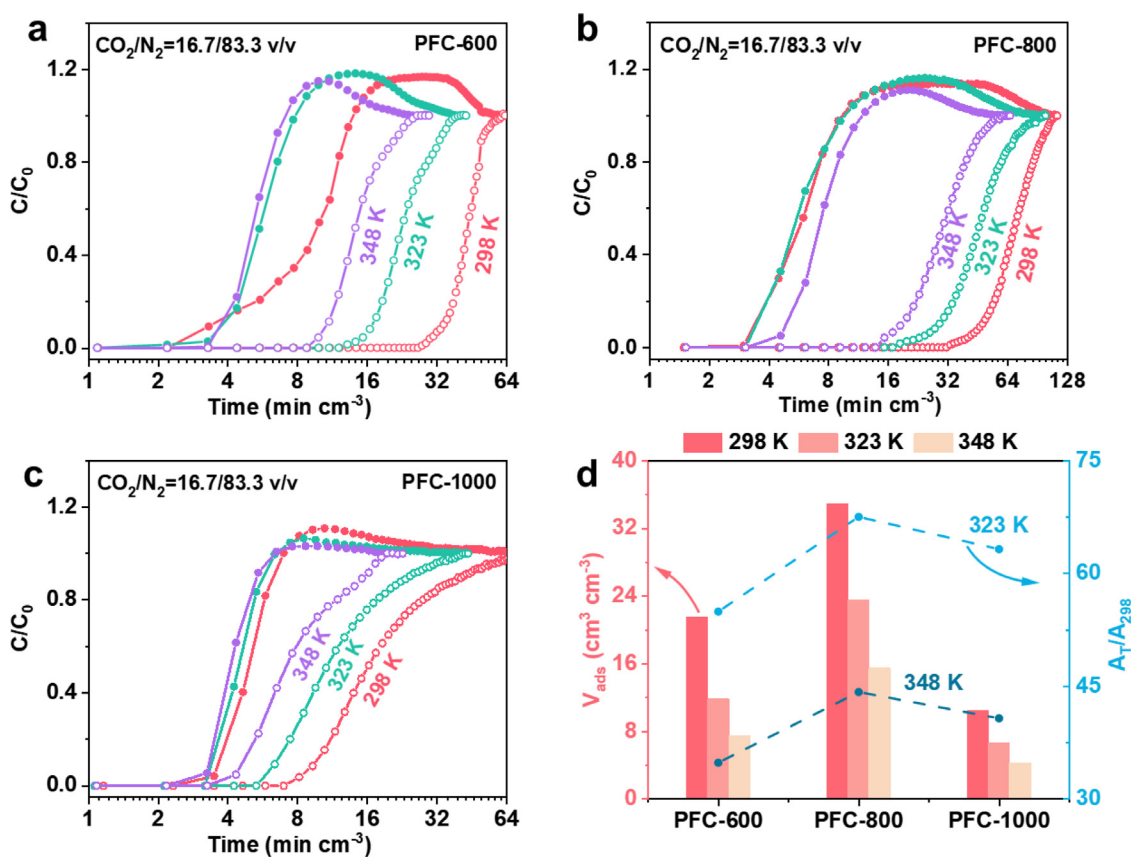 a
CO₂/N₂=16.7/83.3 v/v
PFC-600
C/C₀
1.2
0.8
0.4
0.0
348 K
323 K
298 K
1 2 4 8 16 32 64
Time (min cm⁻³)
b
CO₂/N₂=16.7/83.3 v/v
PFC-800
C/C₀
1.2
0.8
0.4
0.0
348 K
323 K
298 K
1 2 4 8 16 32 64 128
Time (min cm⁻³)
c
CO₂/N₂=16.7/83.3 v/v
PFC-1000
C/C₀
1.2
0.8
0.4
0.0
348 K
323 K
298 K
1 2 4 8 16 32 64
Time (min cm⁻³)
298 K 323 K 348 K
d
V_ads (cm³ cm⁻³)
40
32
24
16
8
0
323 K
348 K
75
60
45
30
A_T/A₂₉₈
PFC-600 PFC-800 PFC-1000